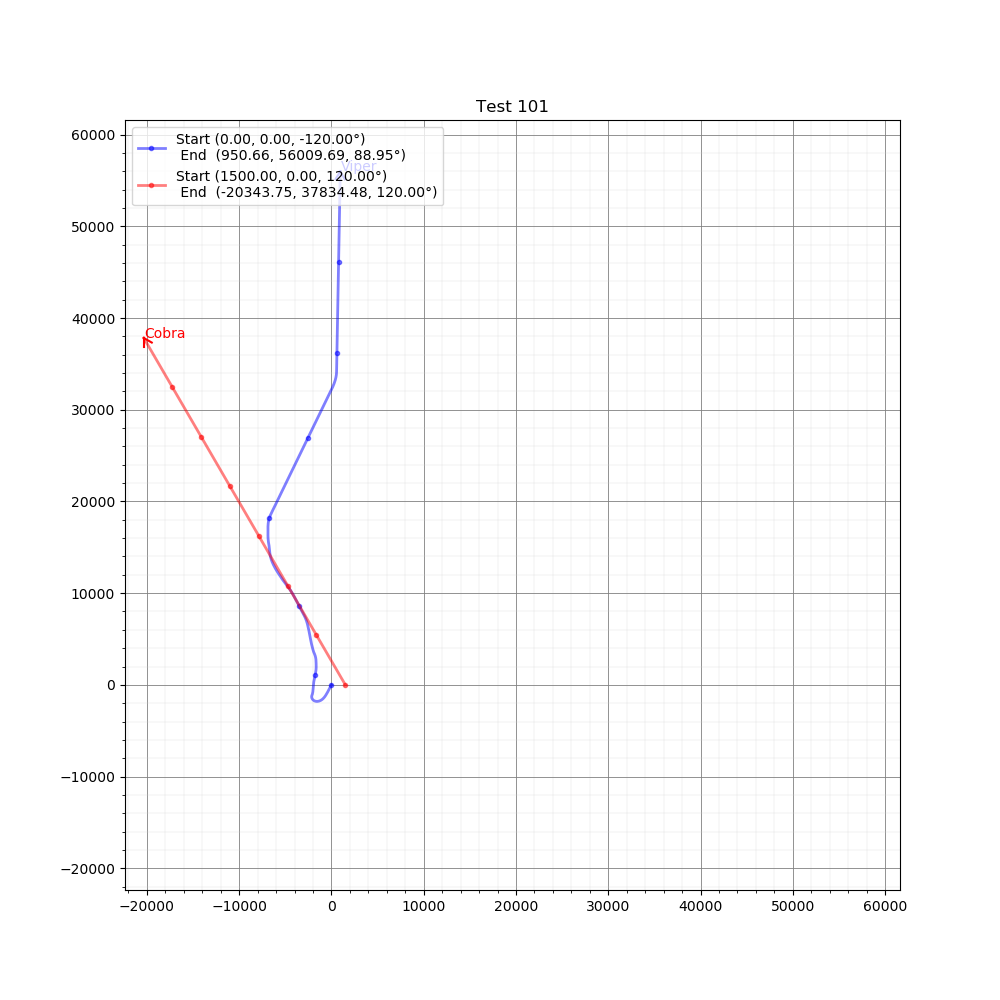 Test 101
60000
50000
40000
30000
20000
10000
0
−10000
−20000
Start (0.00, 0.00, -120.00°)
End (950.66, 56009.69, 88.95°)
Start (1500.00, 0.00, 120.00°)
End (-20343.75, 37834.48, 120.00°)
Viper
Cobra
−20000 −10000 0 10000 20000 30000 40000 50000 60000